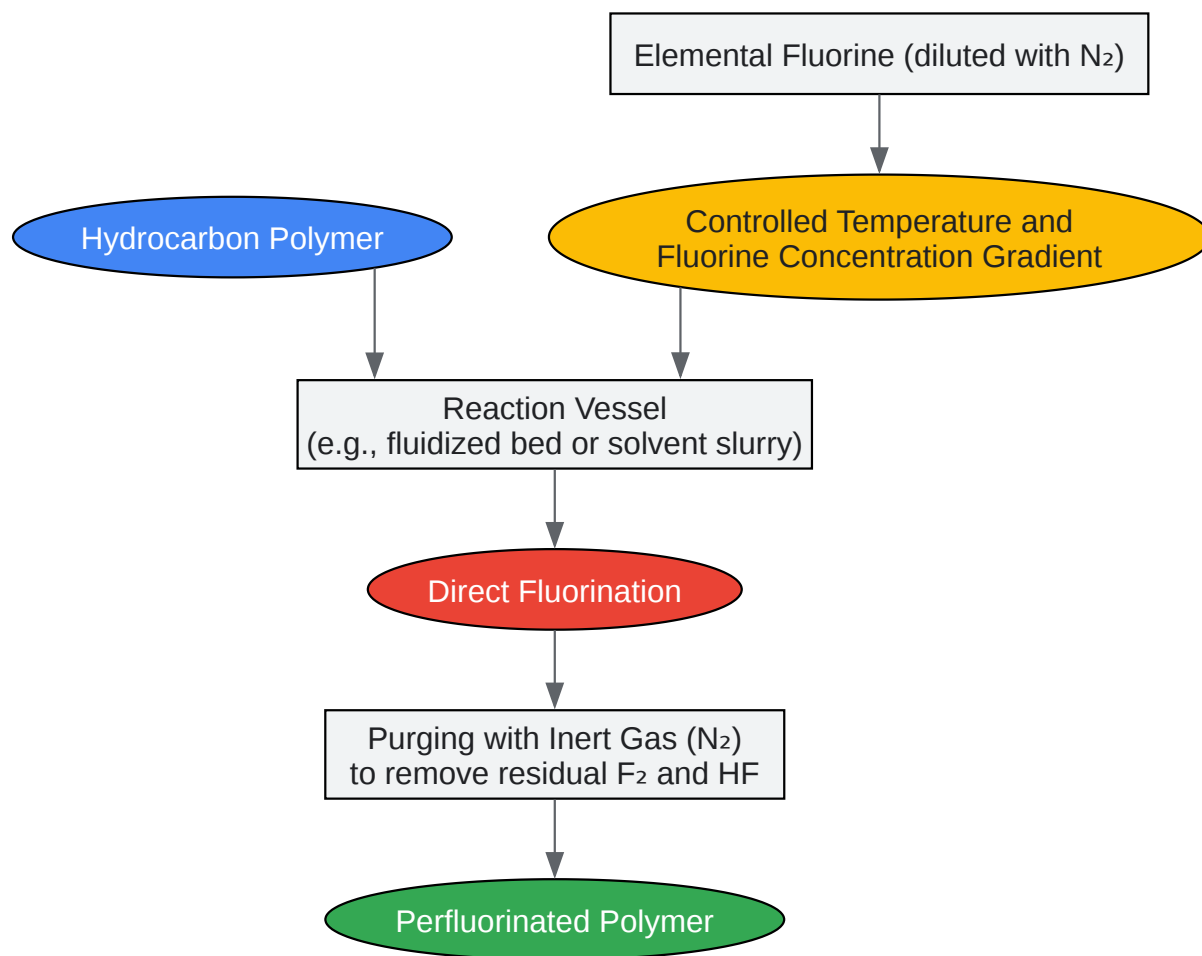 Elemental Fluorine (diluted with N₂)
Controlled Temperature and
Fluorine Concentration Gradient
Hydrocarbon Polymer
Reaction Vessel
(e.g., fluidized bed or solvent slurry)
Direct Fluorination
Purging with Inert Gas (N₂)
to remove residual F₂ and HF
Perfluorinated Polymer